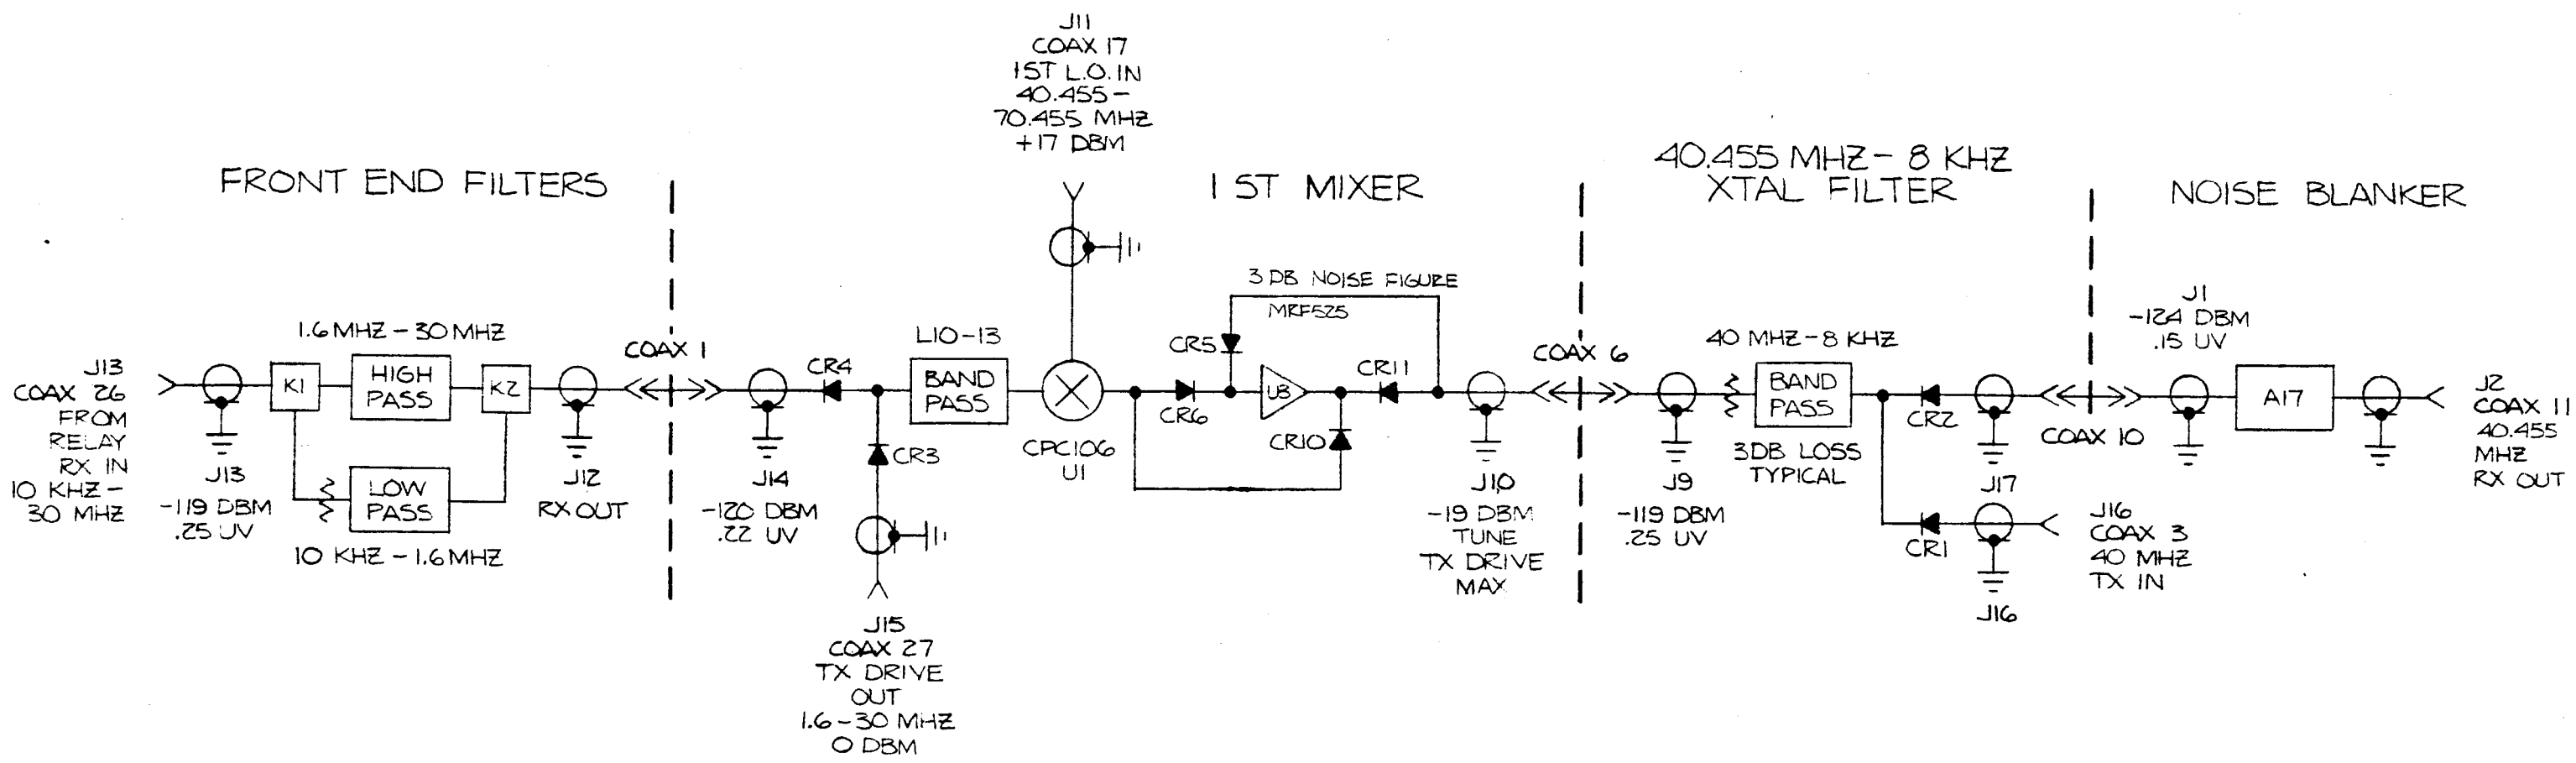 J11
COAX 17
1ST L.O. IN
40.455-
70.455 MHZ
+17 DBM
FRONT END FILTERS
1ST MIXER
40.455 MHZ- 8 KHZ
XTAL FILTER
NOISE BLANKER
J13
COAX 26
FROM
RELAY
RX IN
10 KHZ-
30 MHZ
J13
-119 DBM
.25 UV
K1
1.6 MHZ - 30 MHZ
HIGH
PASS
LOW
PASS
10 KHZ - 1.6 MHZ
K2
J12
RX OUT
COAX 1
J14
-120 DBM
.22 UV
CR4
CR3
J15
COAX 27
TX DRIVE
OUT
1.6-30 MHZ
0 DBM
L10-13
BAND
PASS
CPC106
U1
3 DB NOISE FIGURE
MRF525
CR5
CR6
U3
CR11
CR10
J10
-19 DBM
TUNE
TX DRIVE
MAX
COAX 6
J9
-119 DBM
.25 UV
40 MHZ-8 KHZ
BAND
PASS
3DB LOSS
TYPICAL
CR2
J17
CR1
J16
J16
COAX 3
40 MHZ
TX IN
COAX 10
J1
-124 DBM
.15 UV
A17
J2
COAX 11
40.455
MHZ
RX OUT